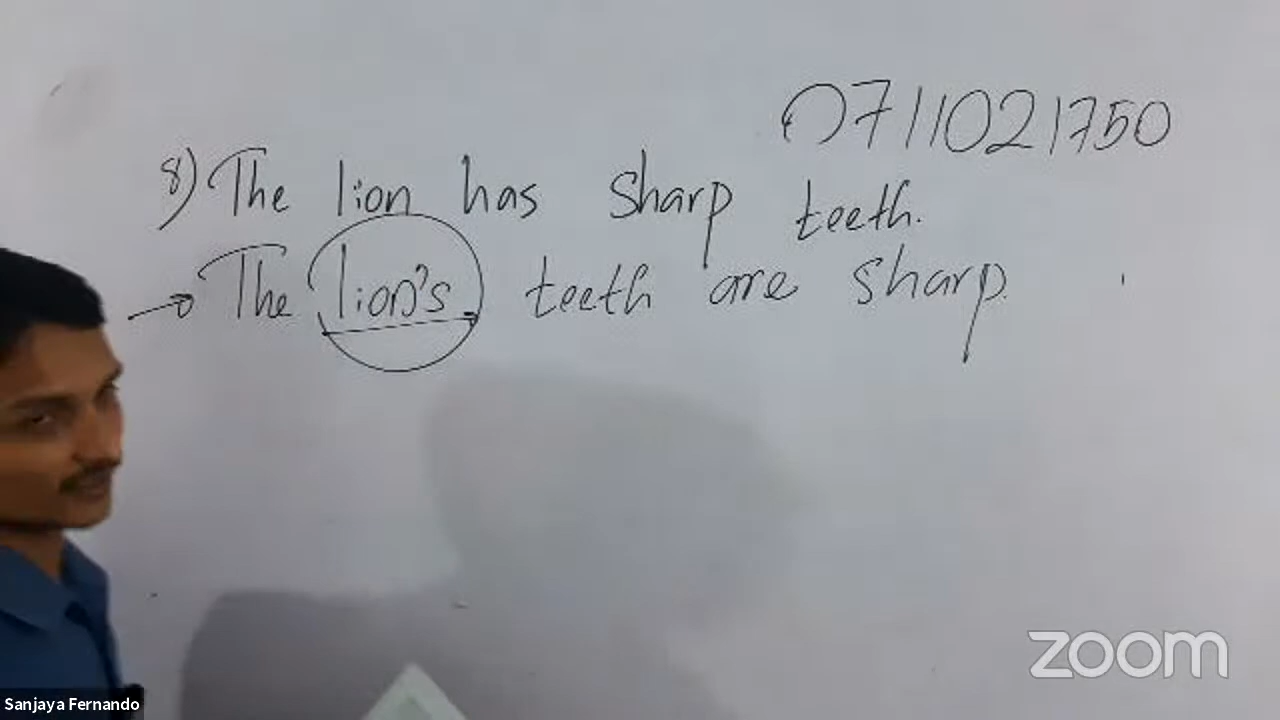 0711021750
8) The lion has sharp teeth.
→ The lion's teeth are sharp.
zoom
Sanjaya Fernando